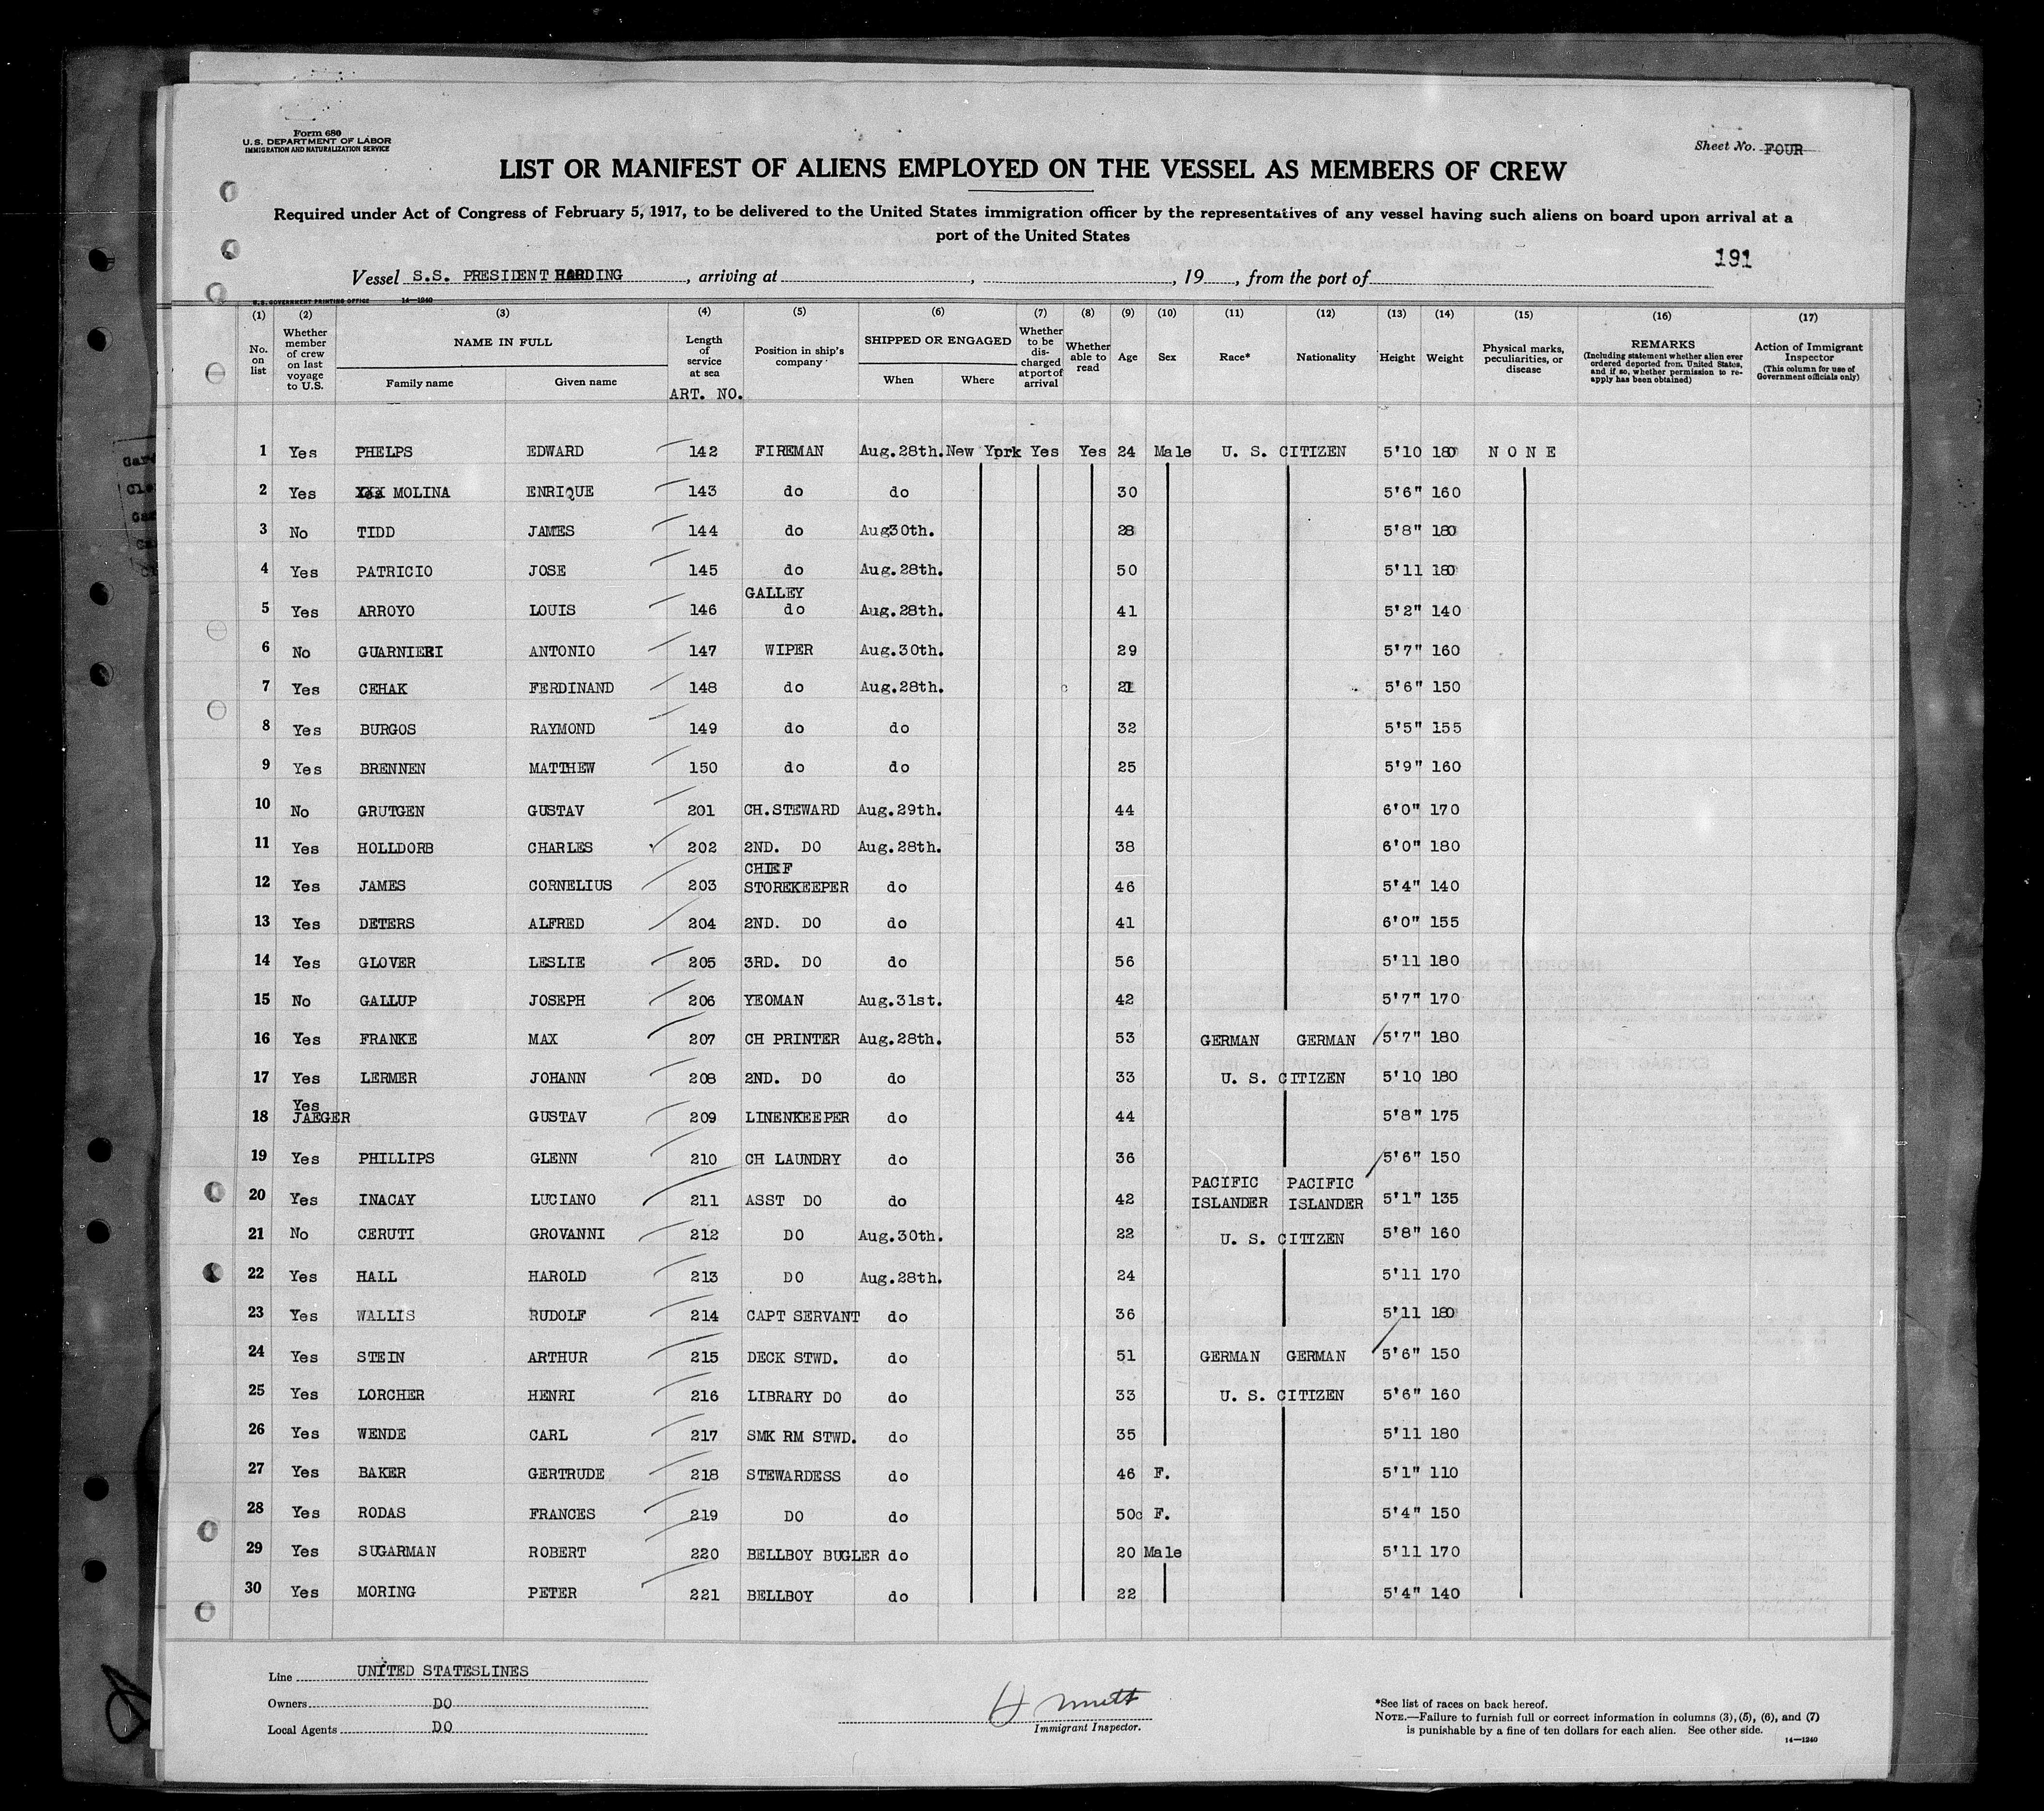 Form 680
U. S. DEPARTMENT OF LABOR
IMMIGRATION AND NATURALIZATION SERVICE
Sheet No. FOUR
LIST OR MANIFEST OF ALIENS EMPLOYED ON THE VESSEL AS MEMBERS OF CREW
Required under Act of Congress of February 5, 1917, to be delivered to the United States immigration officer by the representatives of any vessel having such aliens on board upon arrival at a
port of the United States
191
Vessel S.S. PRESIDENT HARDING, arriving at , , 19 , from the port of
U. S. GOVERNMENT PRINTING OFFICE 14—1240
(1) (2) (3) (4) (5) (6) (7) (8) (9) (10) (11) (12) (13) (14) (15) (16) (17)
No. on list
Whether member of crew on last voyage to U.S.
NAME IN FULL
Family name Given name
Length of service at sea
ART. NO.
Position in ship's company
SHIPPED OR ENGAGED
When Where
Whether to be discharged at port of arrival
Whether able to read
Age Sex Race* Nationality Height Weight
Physical marks, peculiarities, or disease
REMARKS
(Including statement whether alien ever ordered deported from United States, and if so, whether permission to reapply has been obtained)
Action of Immigrant Inspector
(This column for use of Government officials only)
1 Yes PHELPS EDWARD 142 FIREMAN Aug.28th. New Yprk Yes Yes 24 Male U. S. CITIZEN 5'10 180 N O N E
2 Yes MOLINA ENRIQUE 143 do do 30 5'6" 160
3 No TIDD JAMES 144 do Aug30th. 28 5'8" 180
4 Yes PATRICIO JOSE 145 do Aug.28th. 50 5'11 180
5 Yes ARROYO LOUIS 146 GALLEY do Aug.28th. 41 5'2" 140
6 No GUARNIERI ANTONIO 147 WIPER Aug.30th. 29 5'7" 160
7 Yes CEHAK FERDINAND 148 do Aug.28th. 21 5'6" 150
8 Yes BURGOS RAYMOND 149 do do 32 5'5" 155
9 Yes BRENNEN MATTHEW 150 do do 25 5'9" 160
10 No GRUTGEN GUSTAV 201 CH.STEWARD Aug.29th. 44 6'0" 170
11 Yes HOLLDORB CHARLES 202 2ND. DO Aug.28th. 38 6'0" 180
12 Yes JAMES CORNELIUS 203 CHIEF STOREKEEPER do 46 5'4" 140
13 Yes DETERS ALFRED 204 2ND. DO do 41 6'0" 155
14 Yes GLOVER LESLIE 205 3RD. DO do 56 5'11 180
15 No GALLUP JOSEPH 206 YEOMAN Aug.31st. 42 5'7" 170
16 Yes FRANKE MAX 207 CH PRINTER Aug.28th. 53 GERMAN GERMAN 5'7" 180
17 Yes LERMER JOHANN 208 2ND. DO do 33 U. S. CITIZEN 5'10 180
18 Yes JAEGER GUSTAV 209 LINENKEEPER do 44 5'8" 175
19 Yes PHILLIPS GLENN 210 CH LAUNDRY do 36 5'6" 150
20 Yes INACAY LUCIANO 211 ASST DO do 42 PACIFIC ISLANDER PACIFIC ISLANDER 5'1" 135
21 No CERUTI GROVANNI 212 DO Aug.30th. 22 U. S. CITIZEN 5'8" 160
22 Yes HALL HAROLD 213 DO Aug.28th. 24 5'11 170
23 Yes WALLIS RUDOLF 214 CAPT SERVANT do 36 5'11 180
24 Yes STEIN ARTHUR 215 DECK STWD. do 51 GERMAN GERMAN 5'6" 150
25 Yes LORCHER HENRI 216 LIBRARY DO do 33 U. S. CITIZEN 5'6" 160
26 Yes WENDE CARL 217 SMK RM STWD. do 35 5'11 180
27 Yes BAKER GERTRUDE 218 STEWARDESS do 46 F. 5'1" 110
28 Yes RODAS FRANCES 219 DO do 50 F. 5'4" 150
29 Yes SUGARMAN ROBERT 220 BELLBOY BUGLER do 20 Male 5'11 170
30 Yes MORING PETER 221 BELLBOY do 22 5'4" 140
Line UNITED STATESLINES
Owners DO
Local Agents DO
Immigrant Inspector.
*See list of races on back hereof.
NOTE.—Failure to furnish full or correct information in columns (3), (5), (6), and (7)
is punishable by a fine of ten dollars for each alien. See other side.
14—1240